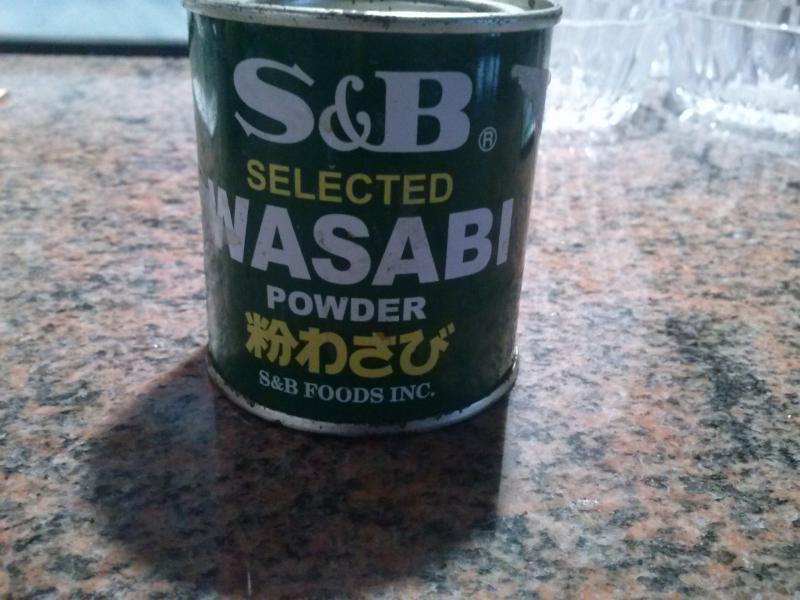 S&B®
SELECTED
WASABI
POWDER
粉わさび
S&B FOODS INC.